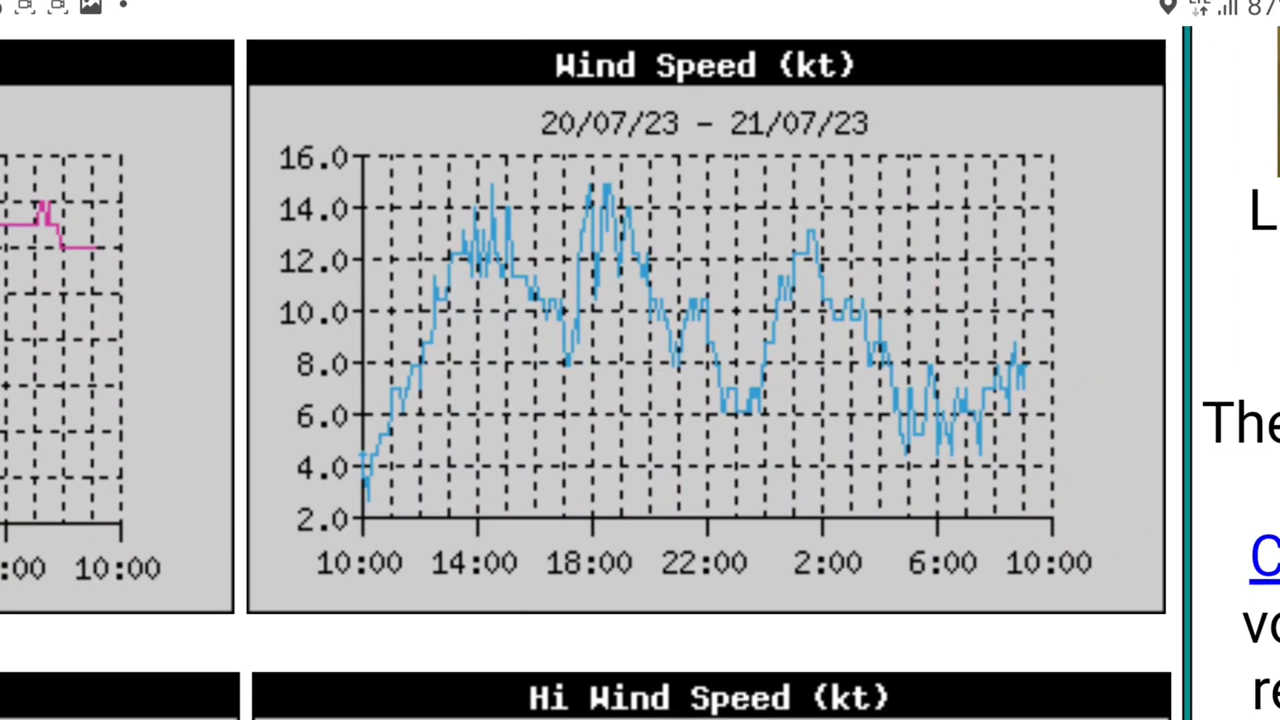 Wind Speed (kt)
20/07/23 - 21/07/23
16.0
14.0
12.0
10.0
8.0
6.0
4.0
2.0
10:00 14:00 18:00 22:00 2:00 6:00 10:00
:00 10:00
Hi Wind Speed (kt)
L
The
C